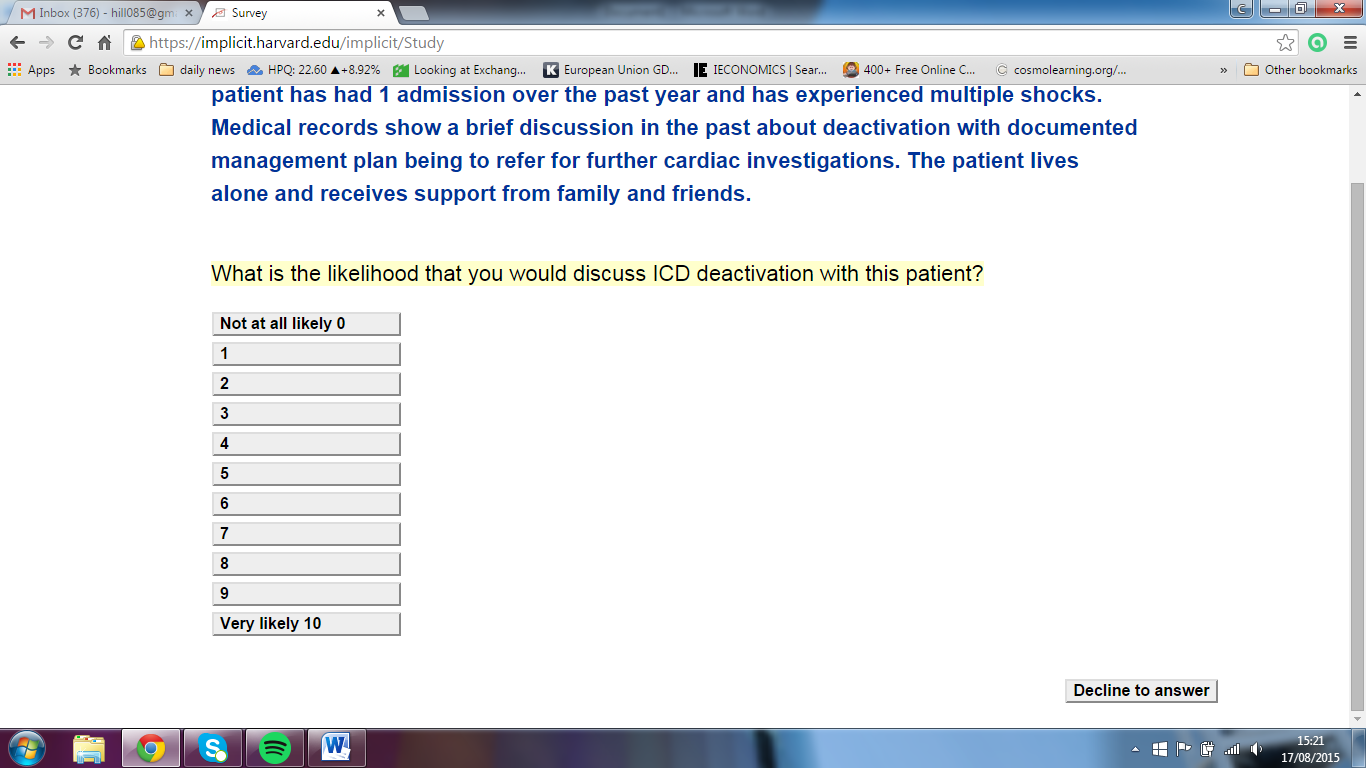 Inbox (376) - hill085@gm
Survey
https://implicit.harvard.edu/implicit/Study
Apps Bookmarks daily news HPQ: 22.60 ▲+8.92% Looking at Exchang... European Union GD... IECONOMICS | Sear... 400+ Free Online C... cosmolearning.org/... » Other bookmarks
patient has had 1 admission over the past year and has experienced multiple shocks.
Medical records show a brief discussion in the past about deactivation with documented
management plan being to refer for further cardiac investigations. The patient lives
alone and receives support from family and friends.
What is the likelihood that you would discuss ICD deactivation with this patient?
Not at all likely 0
1
2
3
4
5
6
7
8
9
Very likely 10
Decline to answer
15:21
17/08/2015